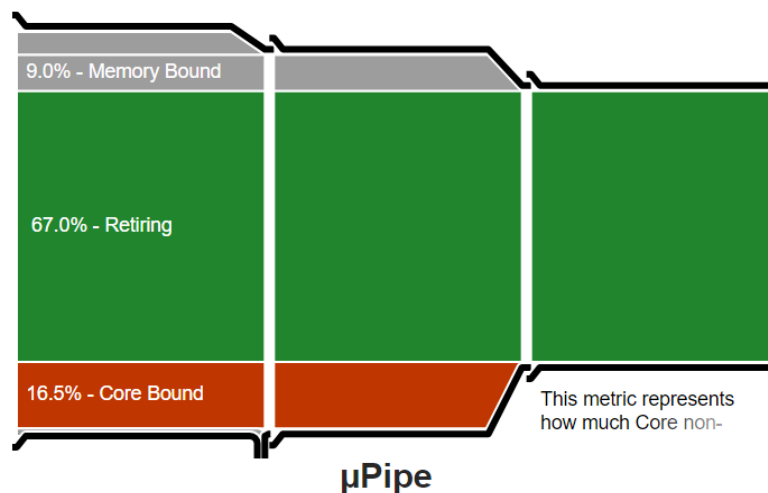 9.0% - Memory Bound
67.0% - Retiring
16.5% - Core Bound
This metric represents
how much Core non-
µPipe